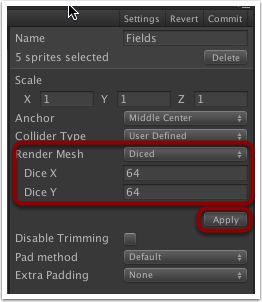 Settings Revert Commit
Name Fields
5 sprites selected Delete
Scale
X 1 Y 1 Z 1
Anchor Middle Center
Collider Type User Defined
Render Mesh Diced
Dice X 64
Dice Y 64
Apply
Disable Trimming
Pad method Default
Extra Padding None